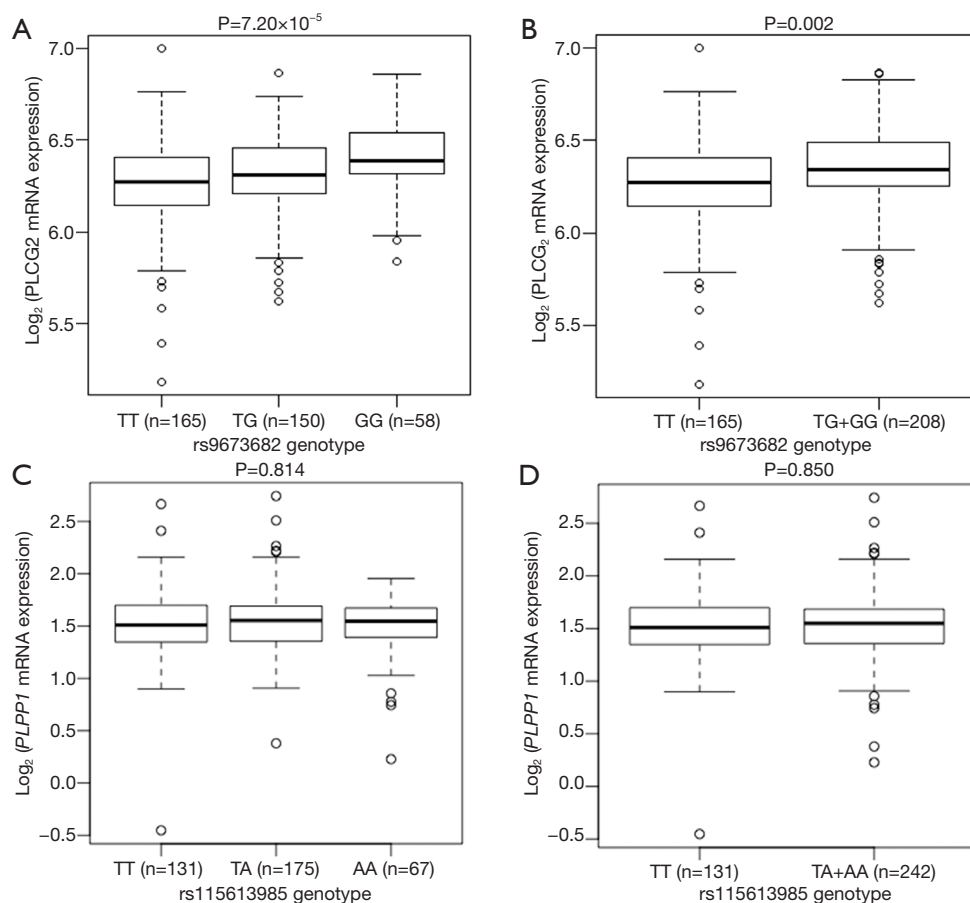 A
P=7.20×10⁻⁵
Log₂ (PLCG2 mRNA expression)
7.0
6.5
6.0
5.5
TT (n=165) TG (n=150) GG (n=58)
rs9673682 genotype
B
P=0.002
Log₂ (PLCG₂ mRNA expression)
7.0
6.5
6.0
5.5
TT (n=165) TG+GG (n=208)
rs9673682 genotype
C
P=0.814
Log₂ (PLPP1 mRNA expression)
2.5
2.0
1.5
1.0
0.5
0.0
−0.5
TT (n=131) TA (n=175) AA (n=67)
rs115613985 genotype
D
P=0.850
Log₂ (PLPP1 mRNA expression)
2.5
2.0
1.5
1.0
0.5
0.0
−0.5
TT (n=131) TA+AA (n=242)
rs115613985 genotype